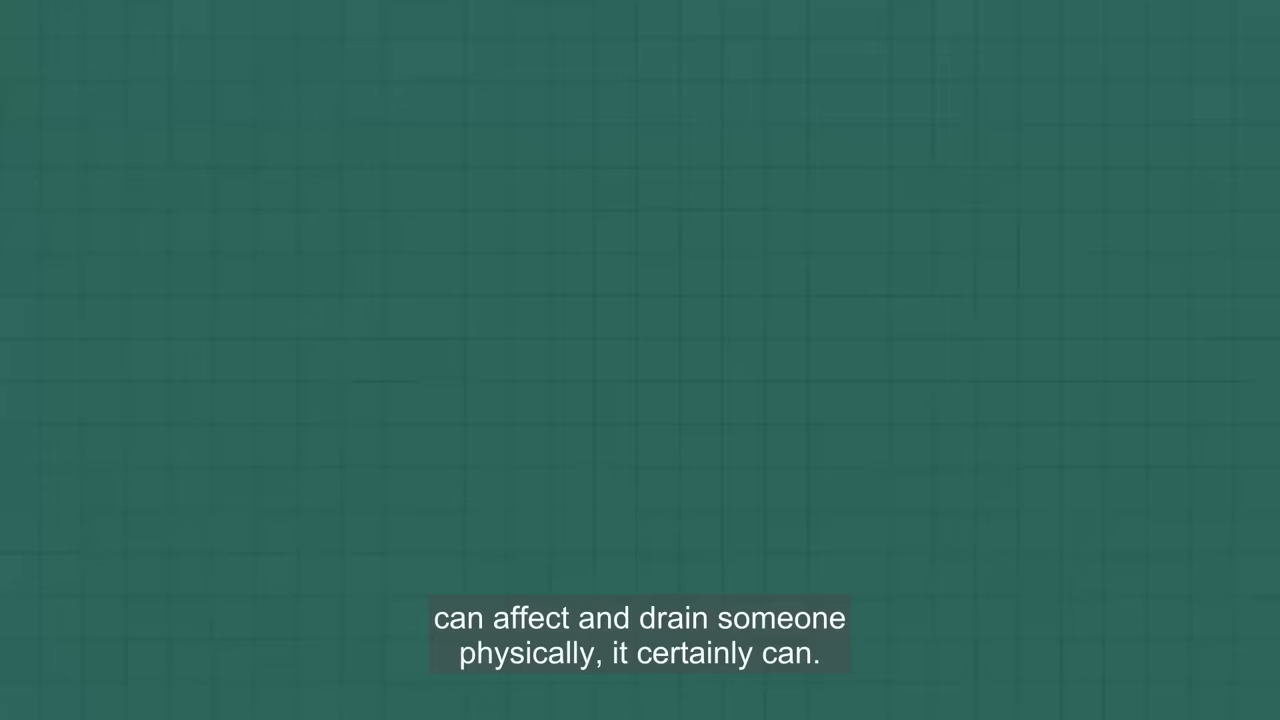 can affect and drain someone
physically, it certainly can.